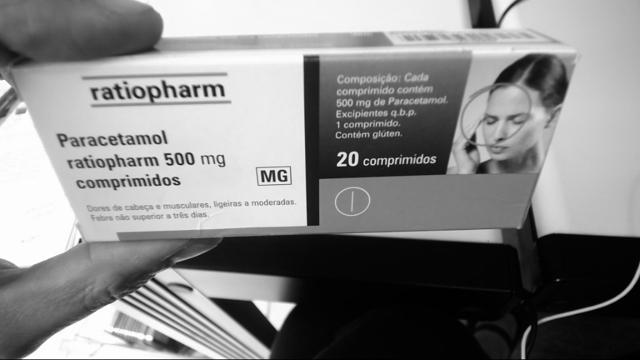 ratiopharm
Paracetamol
ratiopharm 500 mg
comprimidos
MG
Dores de cabeça e musculares, ligeiras a moderadas.
Febre não superior a três dias.
Composição: Cada
comprimido contém
500 mg de Paracetamol.
Excipientes q.b.p.
1 comprimido.
Contém glúten.
20 comprimidos